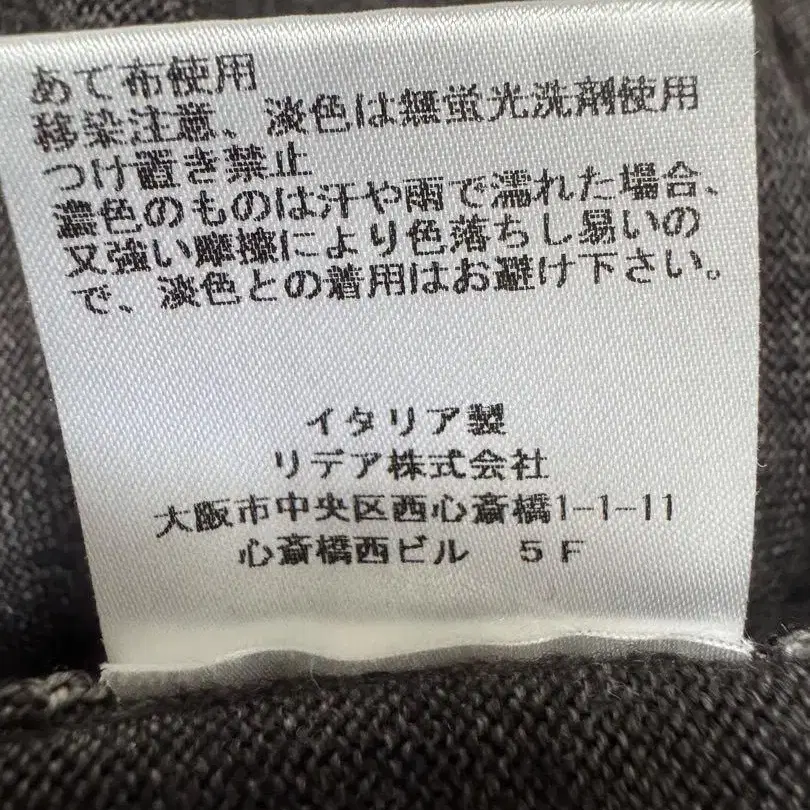 あて布使用
移染注意、淡色は無蛍光洗剤使用
つけ置き禁止
濃色のものは汗や雨で濡れた場合、
又強い摩擦により色落ちし易いの
で、淡色との着用はお避け下さい。
イタリア製
リデア株式会社
大阪市中央区西心斎橋1-1-11
心斎橋西ビル 5F